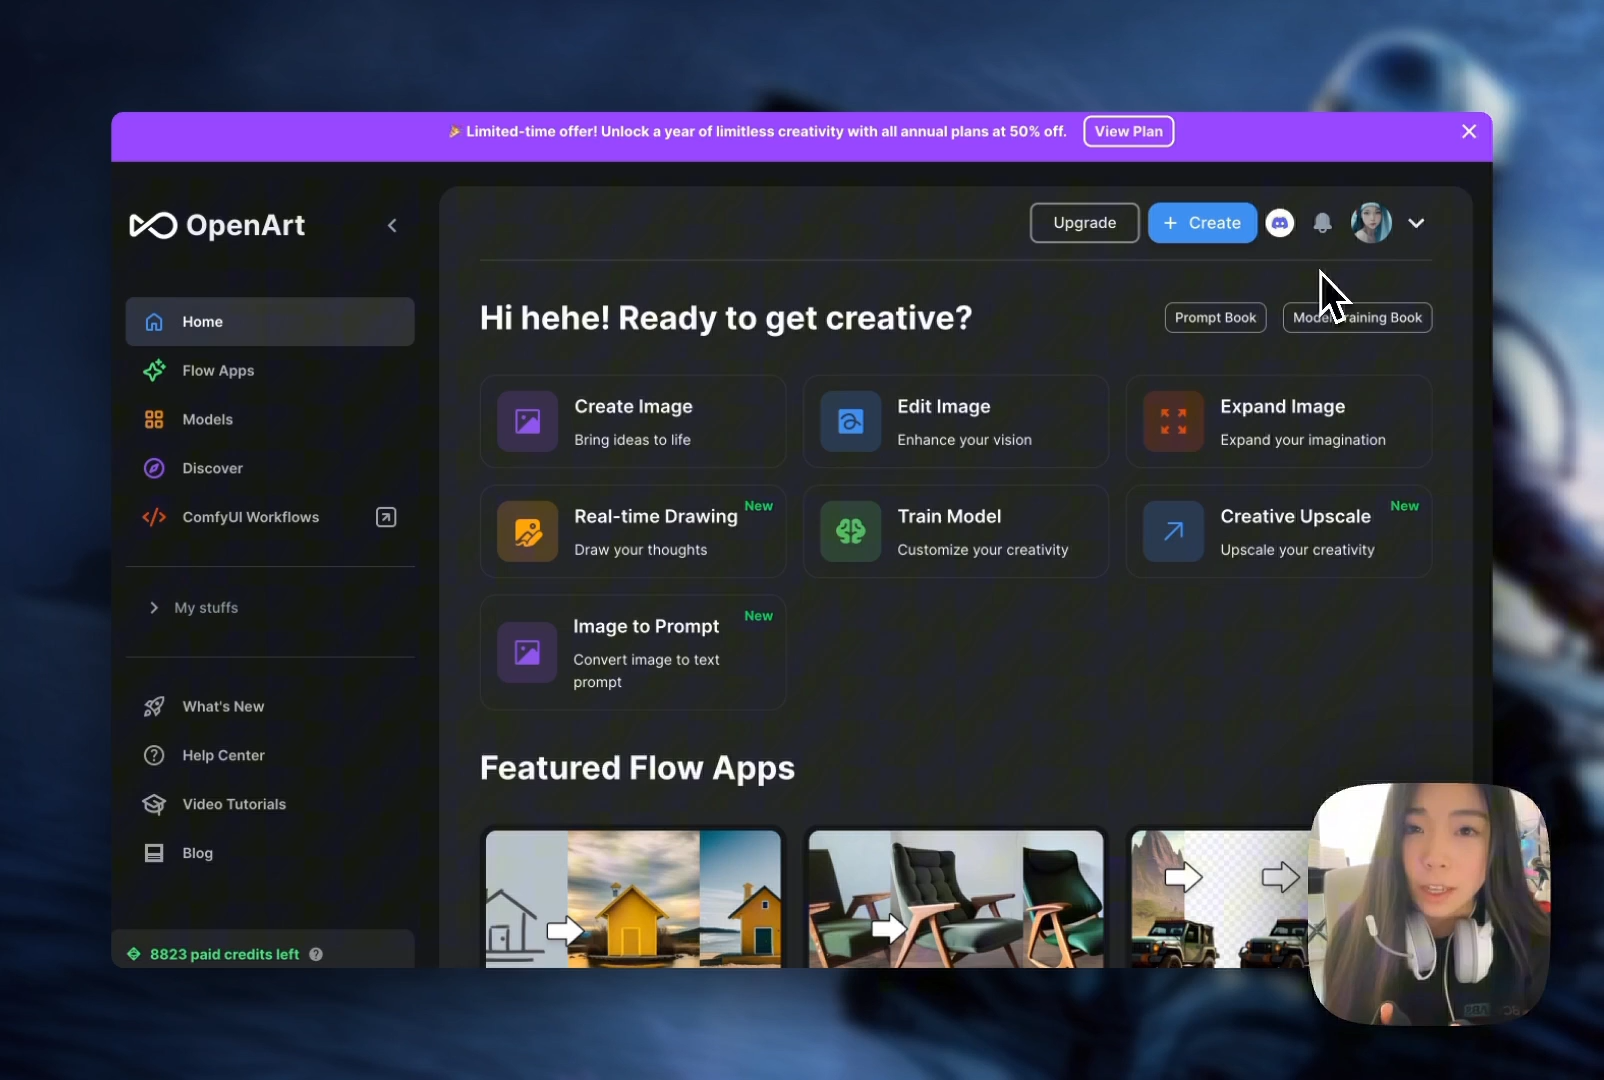 🎉 Limited-time offer! Unlock a year of limitless creativity with all annual plans at 50% off.
View Plan
OpenArt
Upgrade
+ Create
Home
Flow Apps
Models
Discover
ComfyUI Workflows
My stuffs
What's New
Help Center
Video Tutorials
Blog
8823 paid credits left
Hi hehe! Ready to get creative?
Prompt Book
Model Training Book
Create Image
Bring ideas to life
Edit Image
Enhance your vision
Expand Image
Expand your imagination
Real-time Drawing
New
Draw your thoughts
Train Model
Customize your creativity
Creative Upscale
New
Upscale your creativity
Image to Prompt
New
Convert image to text
prompt
Featured Flow Apps